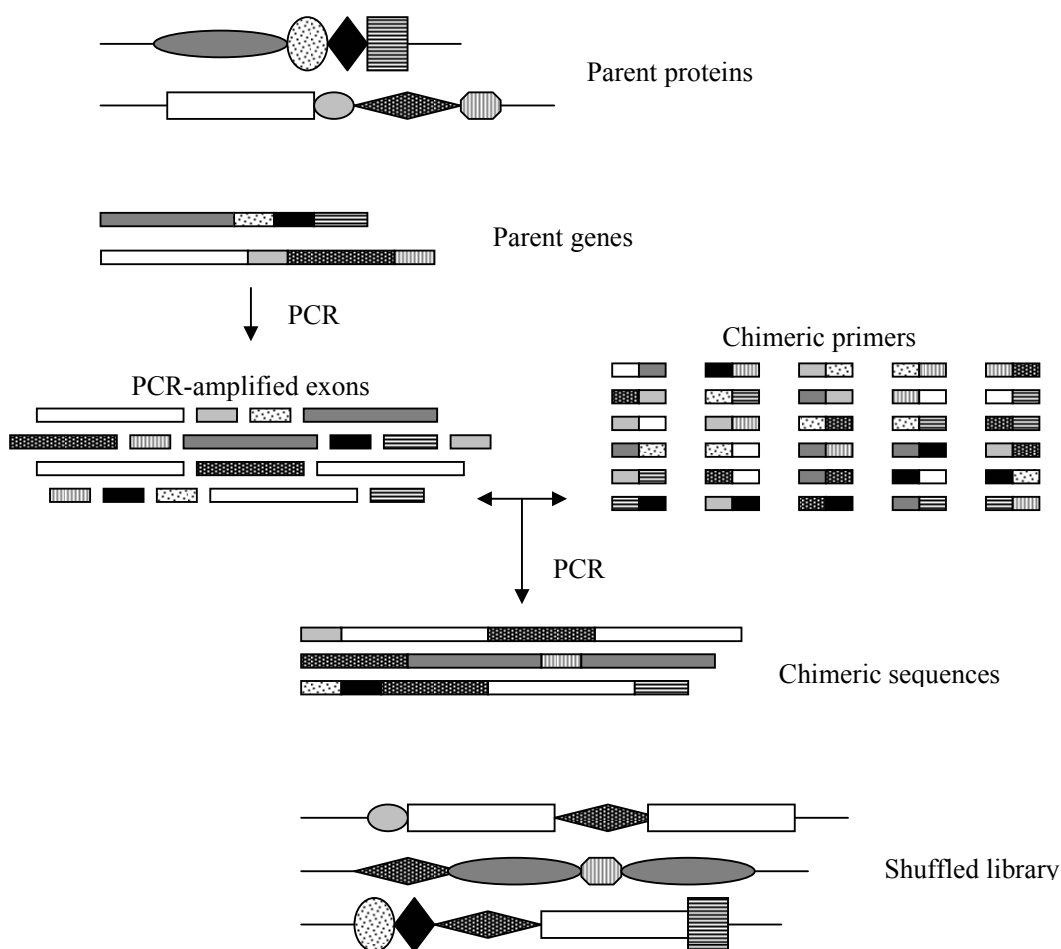 Parent proteins
Parent genes
PCR
Chimeric primers
PCR-amplified exons
PCR
Chimeric sequences
Shuffled library